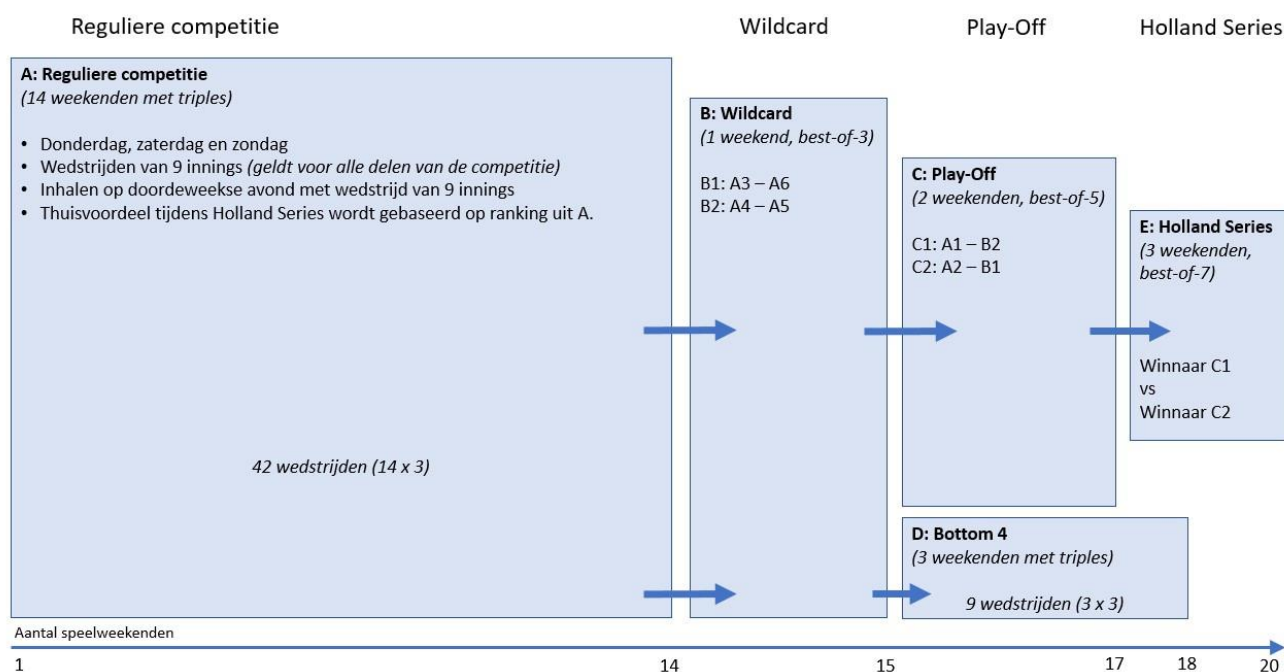 Reguliere competitie
Wildcard
Play-Off
Holland Series
A: Reguliere competitie
(14 weekenden met triples)
• Donderdag, zaterdag en zondag
• Wedstrijden van 9 innings (geldt voor alle delen van de competitie)
• Inhalen op doordeweekse avond met wedstrijd van 9 innings
• Thuisvoordeel tijdens Holland Series wordt gebaseerd op ranking uit A.
42 wedstrijden (14 x 3)
B: Wildcard
(1 weekend, best-of-3)
B1: A3 – A6
B2: A4 – A5
C: Play-Off
(2 weekenden, best-of-5)
C1: A1 – B2
C2: A2 – B1
E: Holland Series
(3 weekenden,
best-of-7)
Winnaar C1
vs
Winnaar C2
D: Bottom 4
(3 weekenden met triples)
9 wedstrijden (3 x 3)
Aantal speelweekenden
1
14
15
17
18
20